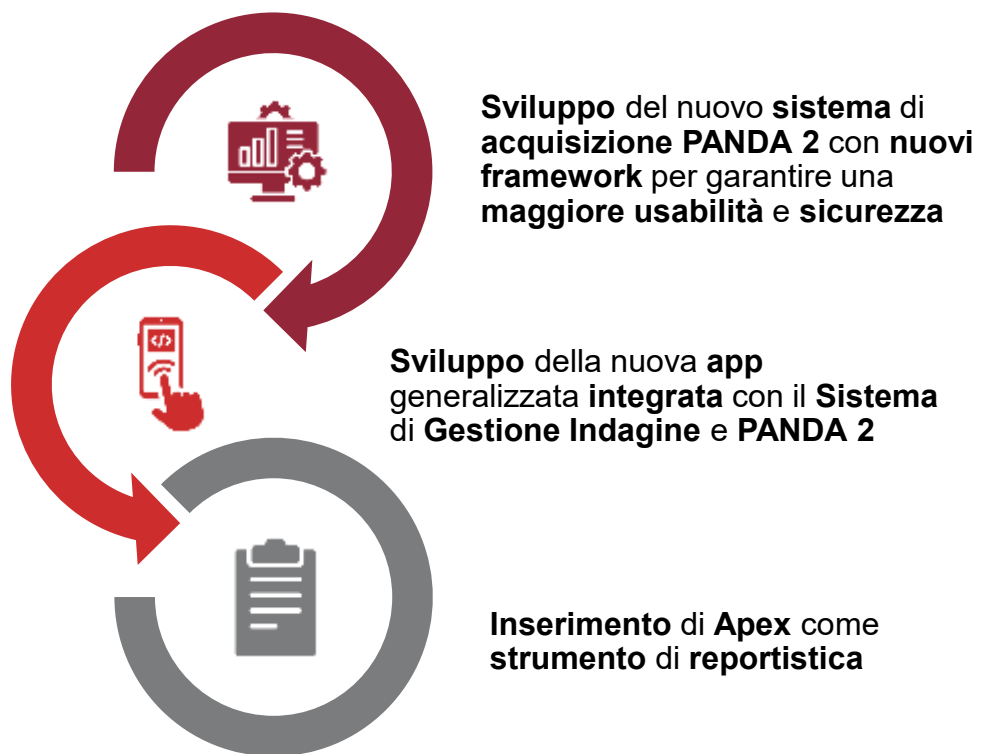 Sviluppo del nuovo sistema di
acquisizione PANDA 2 con nuovi
framework per garantire una
maggiore usabilità e sicurezza
</>
Sviluppo della nuova app
generalizzata integrata con il Sistema
di Gestione Indagine e PANDA 2
Inserimento di Apex come
strumento di reportistica